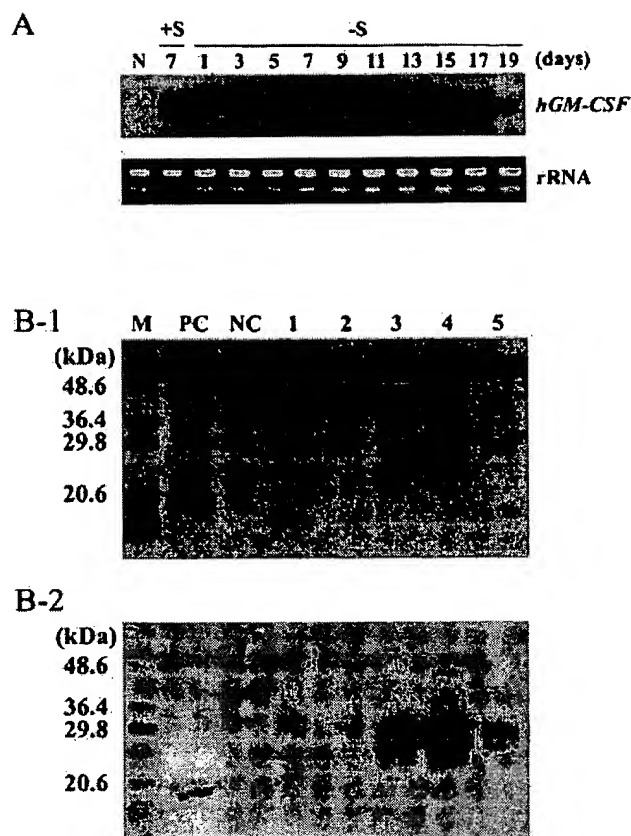 A
+S -S
N 7 1 3 5 7 9 11 13 15 17 19 (days)
hGM-CSF
rRNA
B-1 M PC NC 1 2 3 4 5
(kDa)
48.6
36.4
29.8
20.6
B-2
(kDa)
48.6
36.4
29.8
20.6